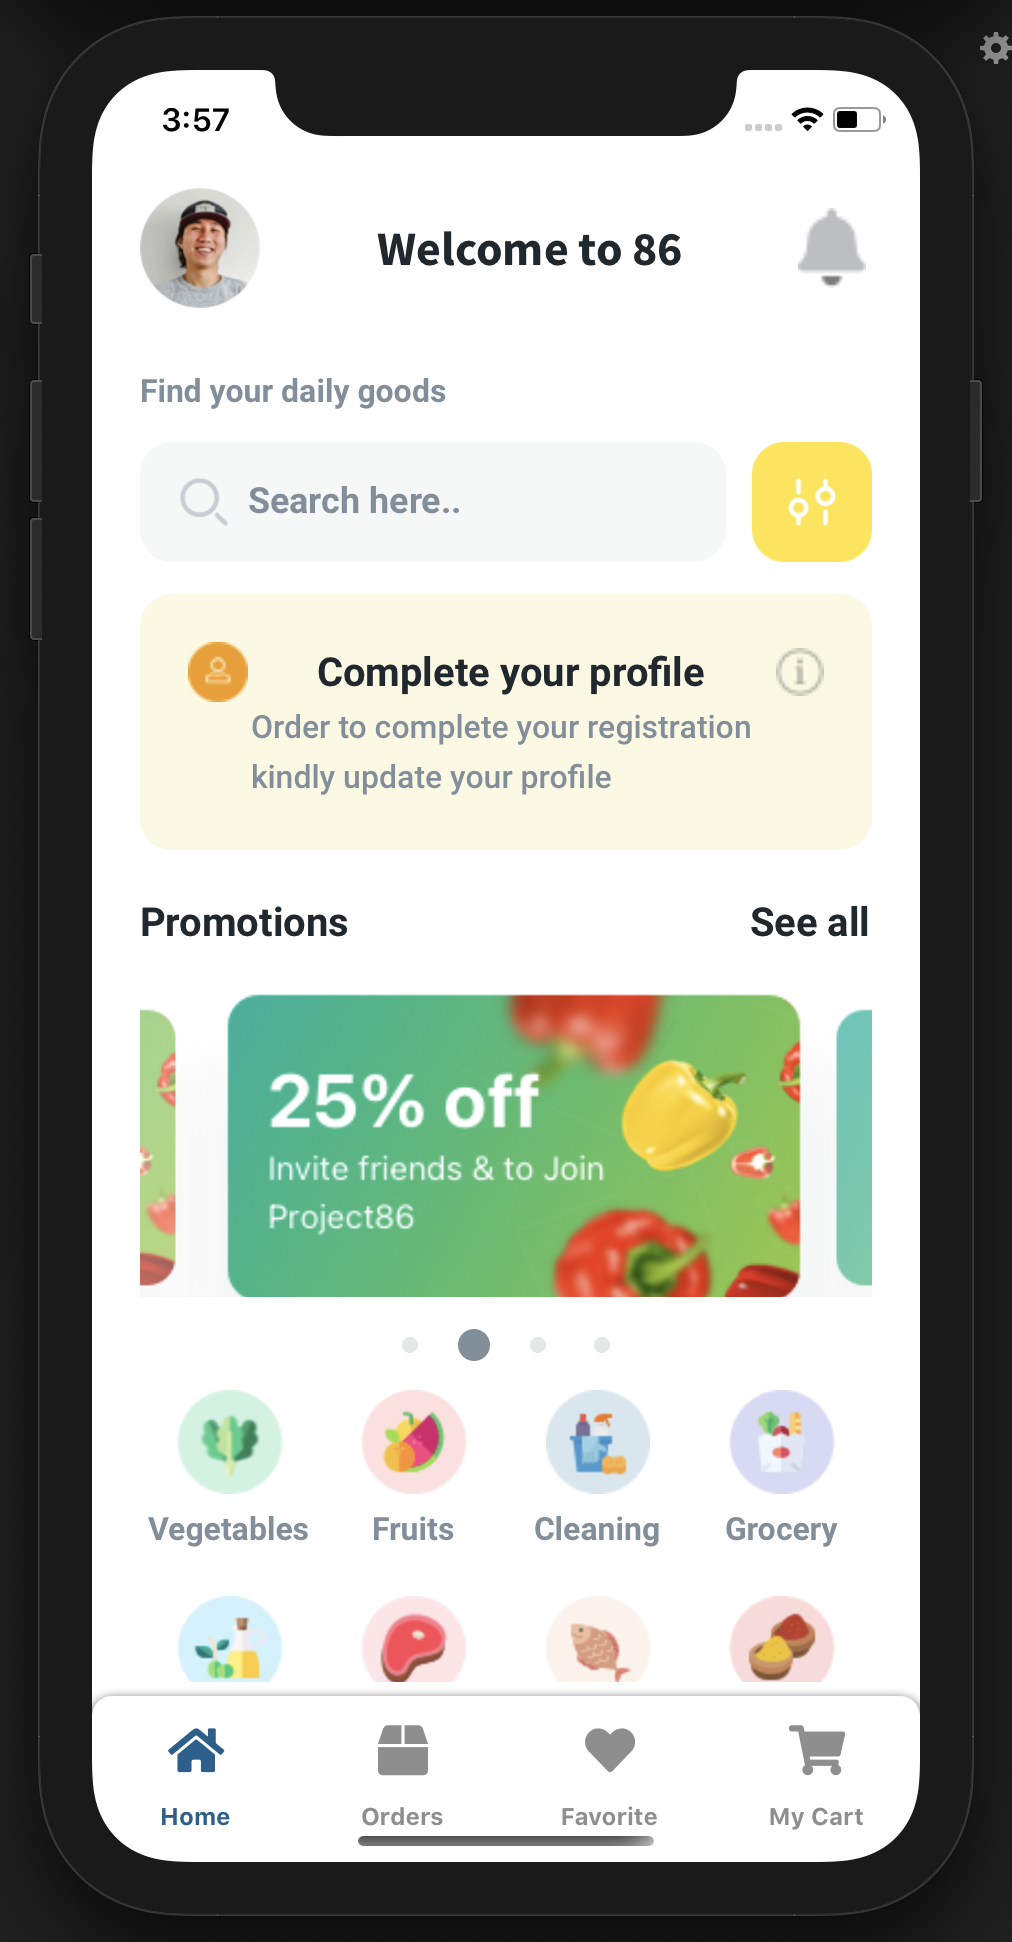 3:57
Welcome to 86
Find your daily goods
Search here..
Complete your profile
Order to complete your registration
kindly update your profile
Promotions
See all
25% off
Invite friends & to Join
Project86
Vegetables
Fruits
Cleaning
Grocery
Home
Orders
Favorite
My Cart